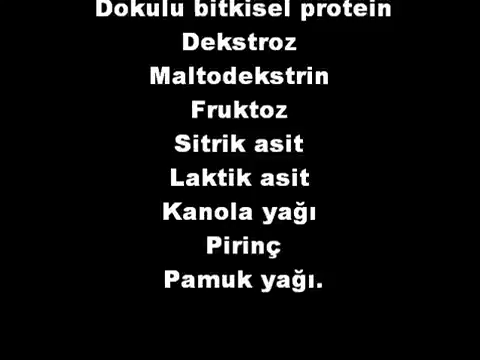 Dokulu bitkisel protein
Dekstroz
Maltodekstrin
Fruktoz
Sitrik asit
Laktik asit
Kanola yağı
Pirinç
Pamuk yağı.